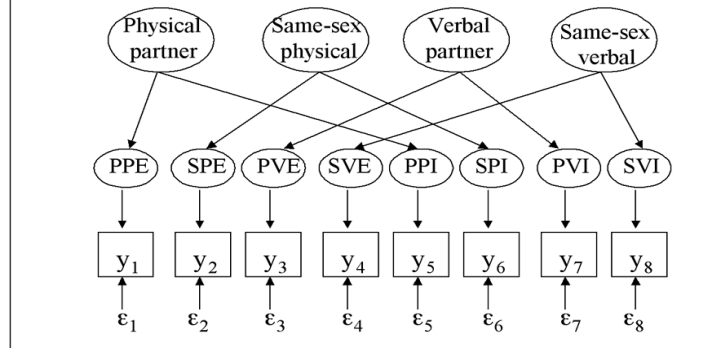 Physical
partner
Same-sex
physical
Verbal
partner
Same-sex
verbal
PPE SPE PVE SVE PPI SPI PVI SVI
y₁ y₂ y₃ y₄ y₅ y₆ y₇ y₈
ε₁ ε₂ ε₃ ε₄ ε₅ ε₆ ε₇ ε₈